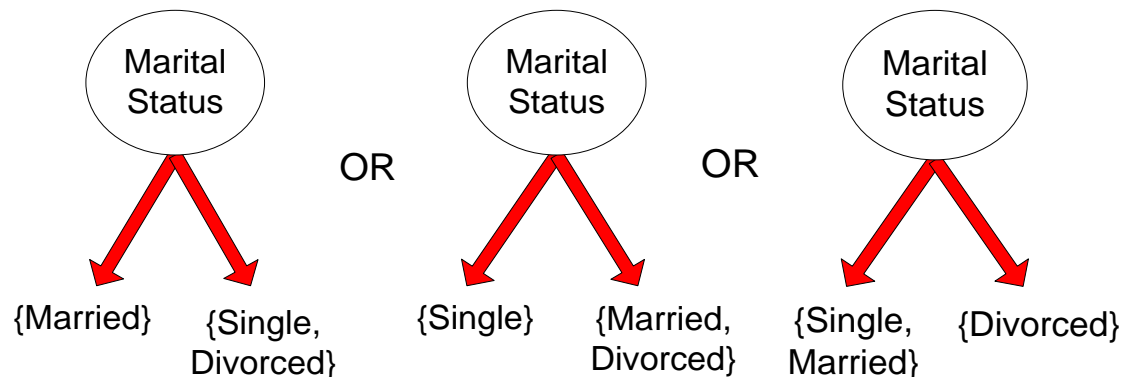 Marital
Status
OR
Marital
Status
OR
Marital
Status
{Married}
{Single,
Divorced}
{Single}
{Married,
Divorced}
{Single,
Married}
{Divorced}